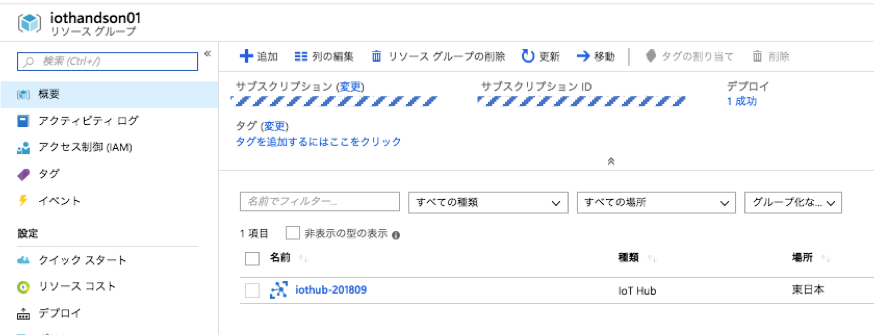 iothandson01
リソース グループ
検索 (Ctrl+/)
«
概要
アクティビティ ログ
アクセス制御 (IAM)
タグ
イベント
設定
クイック スタート
リソース コスト
デプロイ
追加 列の編集 リソース グループの削除 更新 移動 タグの割り当て 削除
サブスクリプション (変更) サブスクリプション ID デプロイ
1 成功
タグ (変更)
タグを追加するにはここをクリック
名前でフィルター... すべての種類 すべての場所 グループ化な...
1 項目 非表示の型の表示
名前 ↑↓ 種類 ↑↓ 場所 ↑↓
iothub-201809 IoT Hub 東日本